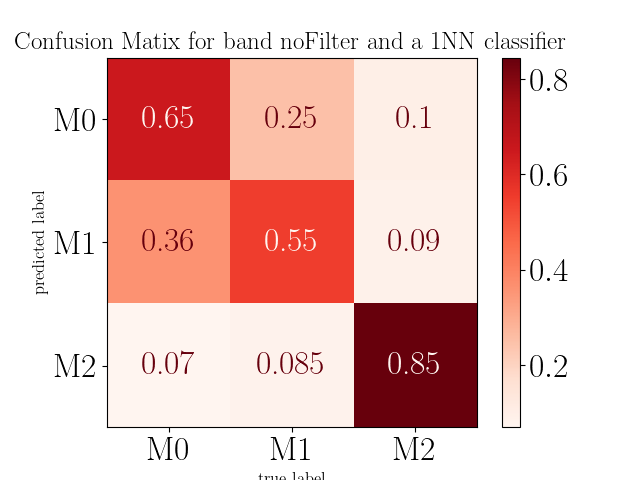 Confusion Matix for band noFilter and a 1NN classifier
M0 0.65 0.25 0.1
M1 0.36 0.55 0.09
M2 0.07 0.085 0.85
M0 M1 M2
predicted label
true label
0.8
0.6
0.4
0.2